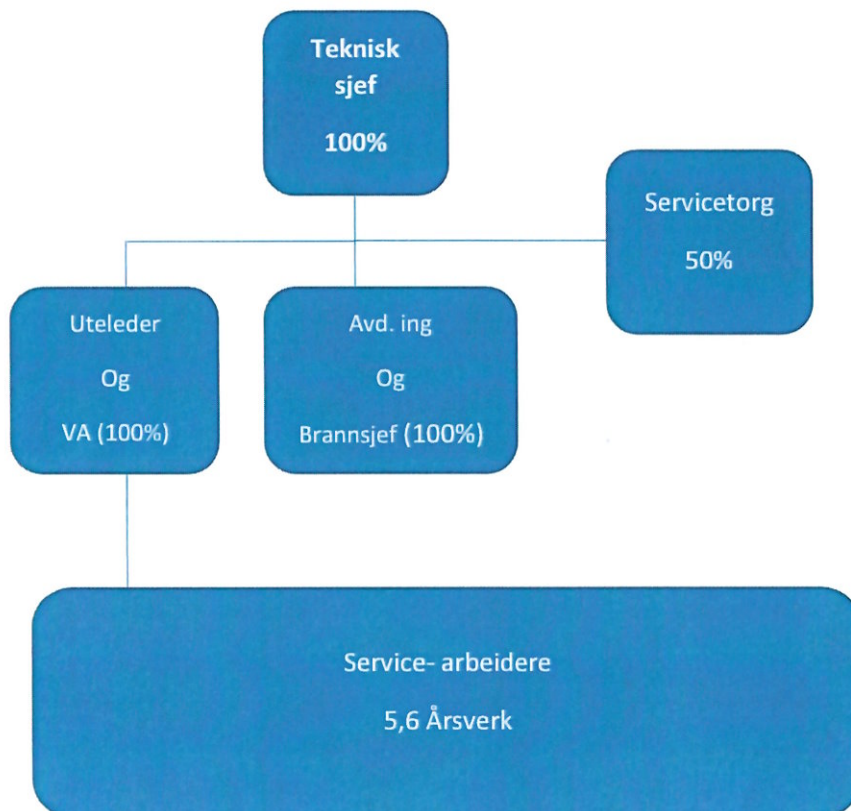 Teknisk
sjef
100%
Servicetorg
50%
Uteleder
Og
VA (100%)
Avd. ing
Og
Brannsjef (100%)
Service- arbeidere
5,6 Årsverk